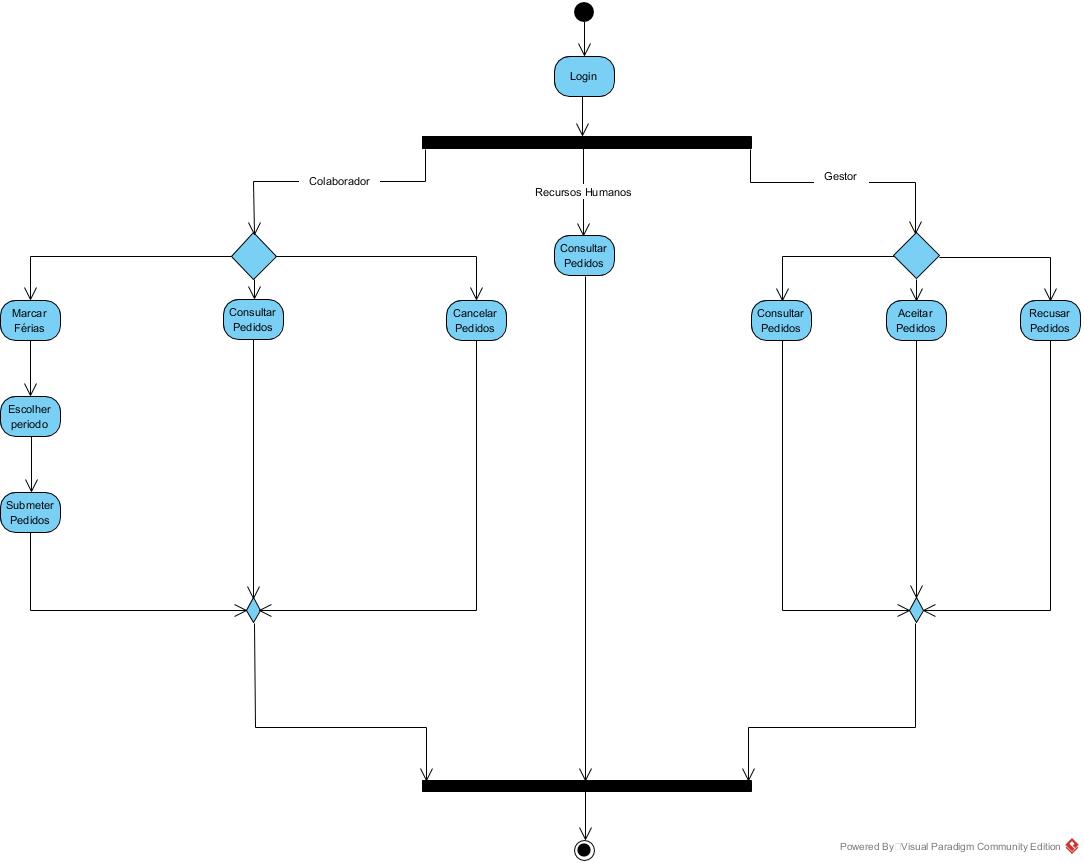 Login
Colaborador
Recursos Humanos
Gestor
Consultar
Pedidos
Marcar
Férias
Consultar
Pedidos
Cancelar
Pedidos
Consultar
Pedidos
Aceitar
Pedidos
Recusar
Pedidos
Escolher
periodo
Submeter
Pedidos
Powered By Visual Paradigm Community Edition